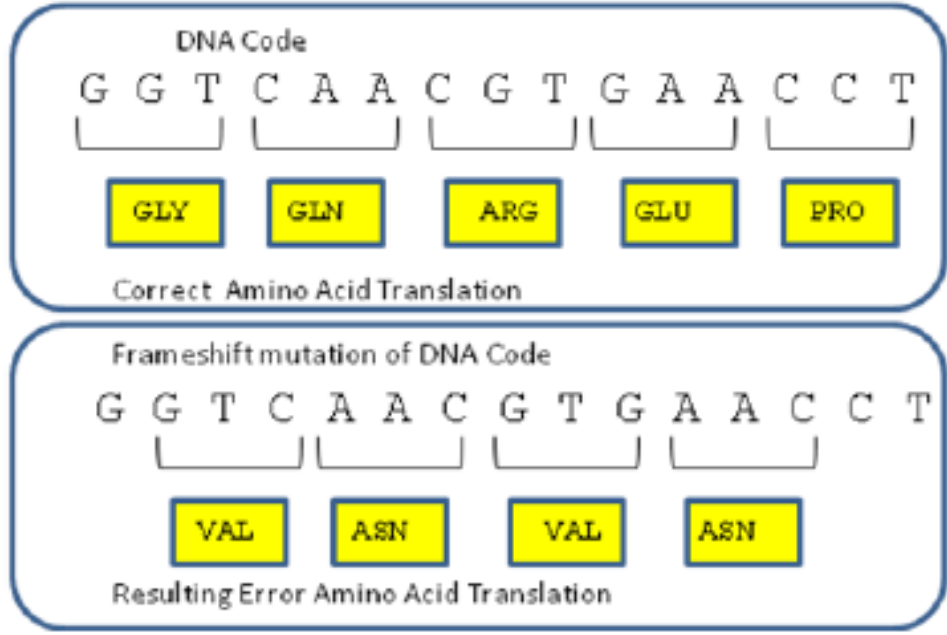 DNA Code
G G T C A A C G T G A A C C T
GLY GLN ARG GLU PRO
Correct Amino Acid Translation
Frameshift mutation of DNA Code
G G T C A A C G T G A A C C T
VAL ASN VAL ASN
Resulting Error Amino Acid Translation